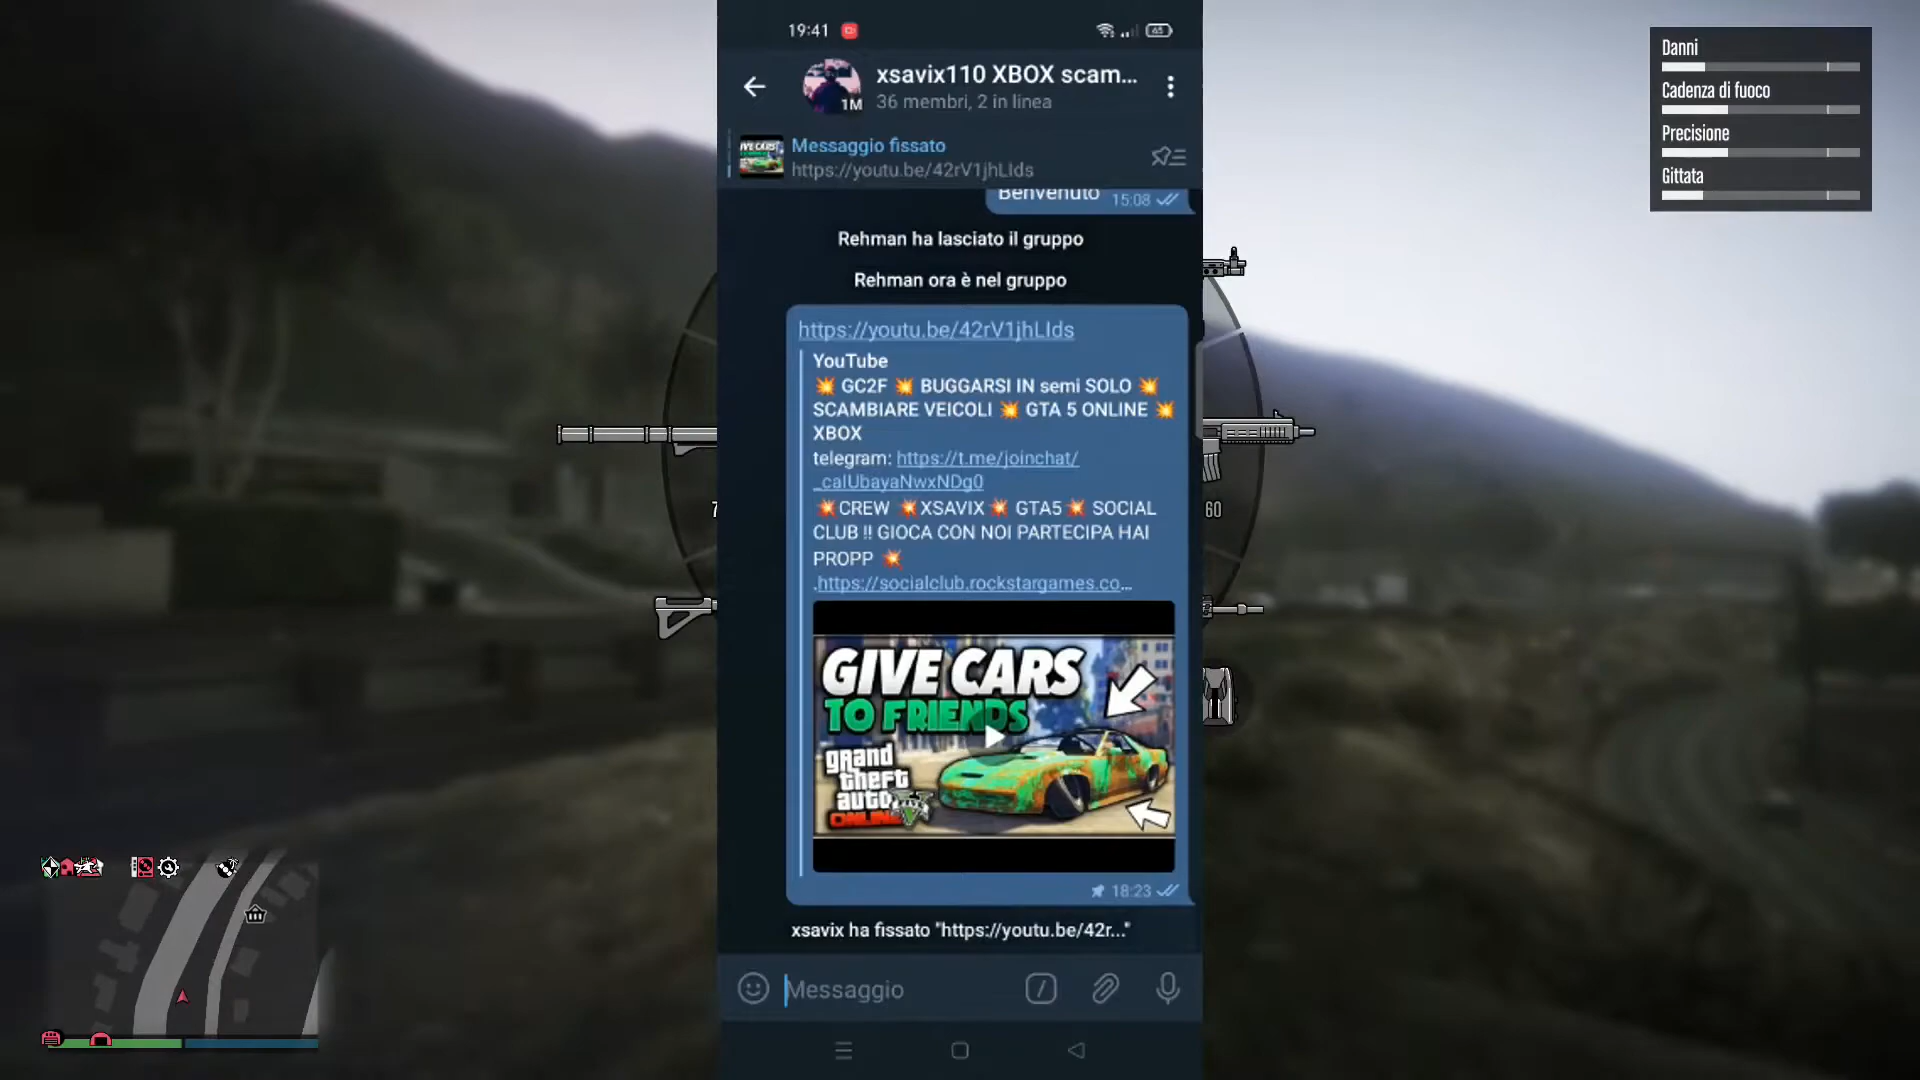 19:41
65
xsavix110 XBOX scam...
1M
36 membri, 2 in linea
Messaggio fissato
https://youtu.be/42rV1jhLIds
Benvenuto 15:08
Rehman ha lasciato il gruppo
Rehman ora è nel gruppo
https://youtu.be/42rV1jhLIds
YouTube
💥 GC2F 💥 BUGGARSI IN semi SOLO 💥
SCAMBIARE VEICOLI 💥 GTA 5 ONLINE 💥
XBOX
telegram: https://t.me/joinchat/
_calUbayaNwxNDg0
💥CREW 💥XSAVIX💥 GTA5💥 SOCIAL
CLUB !! GIOCA CON NOI PARTECIPA HAI
PROPP 💥
.https://socialclub.rockstargames.co...
GIVE CARS
TO FRIENDS
grand
theft
auto V
ONLINE
18:23
xsavix ha fissato "https://youtu.be/42r..."
Messaggio
Danni
Cadenza di fuoco
Precisione
Gittata
7
60